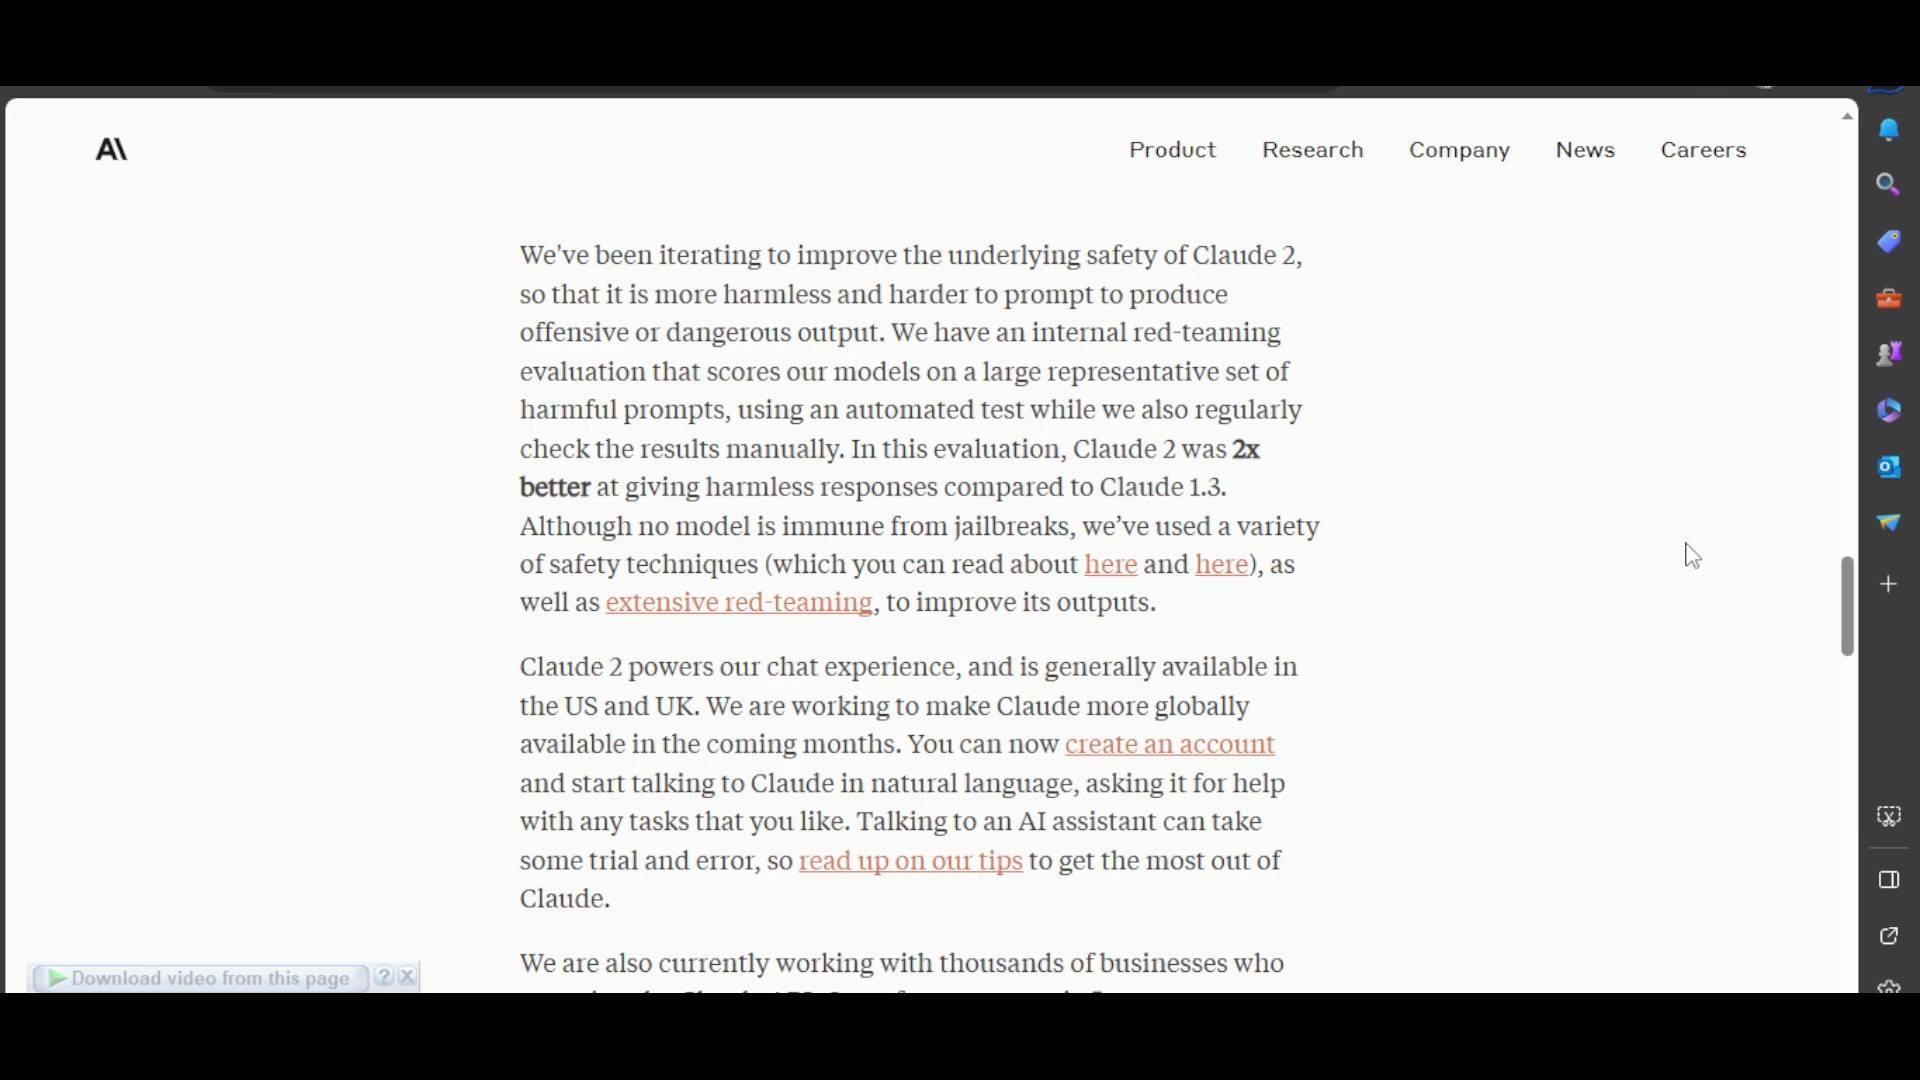 A\
Product Research Company News Careers
We've been iterating to improve the underlying safety of Claude 2,
so that it is more harmless and harder to prompt to produce
offensive or dangerous output. We have an internal red-teaming
evaluation that scores our models on a large representative set of
harmful prompts, using an automated test while we also regularly
check the results manually. In this evaluation, Claude 2 was 2x
better at giving harmless responses compared to Claude 1.3.
Although no model is immune from jailbreaks, we’ve used a variety
of safety techniques (which you can read about here and here), as
well as extensive red-teaming, to improve its outputs.
Claude 2 powers our chat experience, and is generally available in
the US and UK. We are working to make Claude more globally
available in the coming months. You can now create an account
and start talking to Claude in natural language, asking it for help
with any tasks that you like. Talking to an AI assistant can take
some trial and error, so read up on our tips to get the most out of
Claude.
We are also currently working with thousands of businesses who
Download video from this page ? X